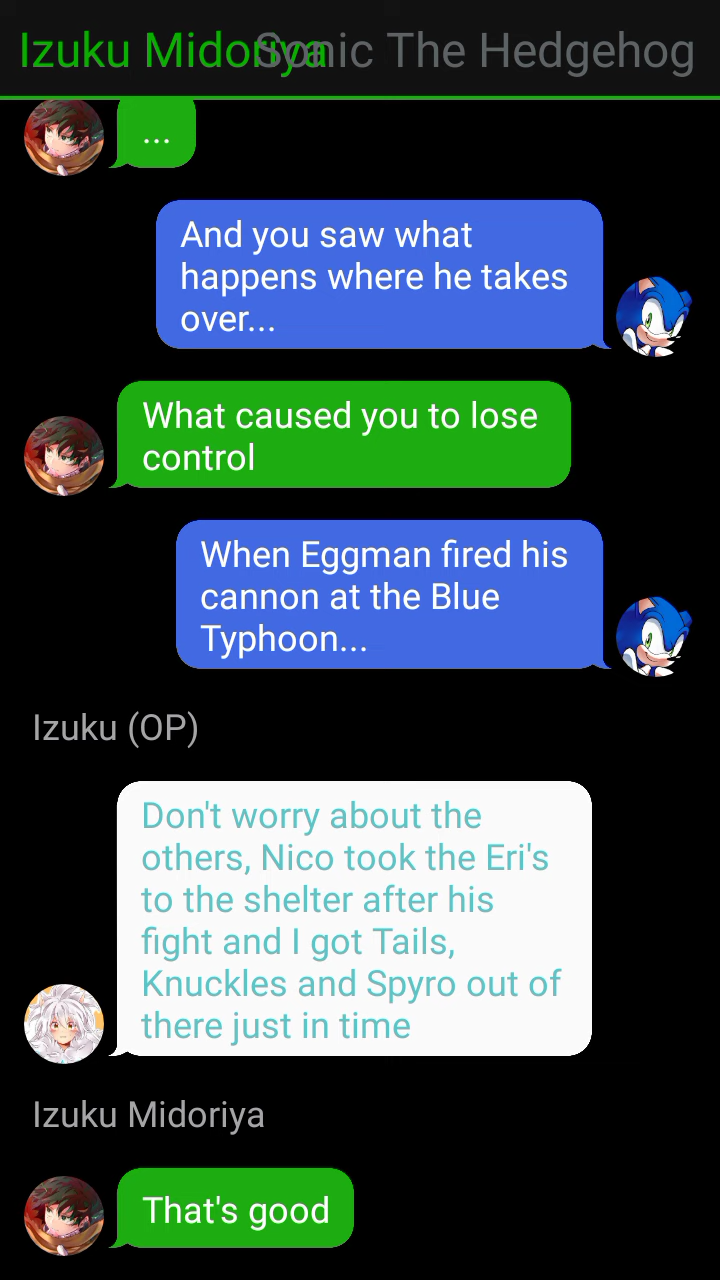 Izuku Midoriya
Sonic The Hedgehog
...
And you saw what
happens where he takes
over...
What caused you to lose
control
When Eggman fired his
cannon at the Blue
Typhoon...
Izuku (OP)
Don't worry about the
others, Nico took the Eri's
to the shelter after his
fight and I got Tails,
Knuckles and Spyro out of
there just in time
Izuku Midoriya
That's good